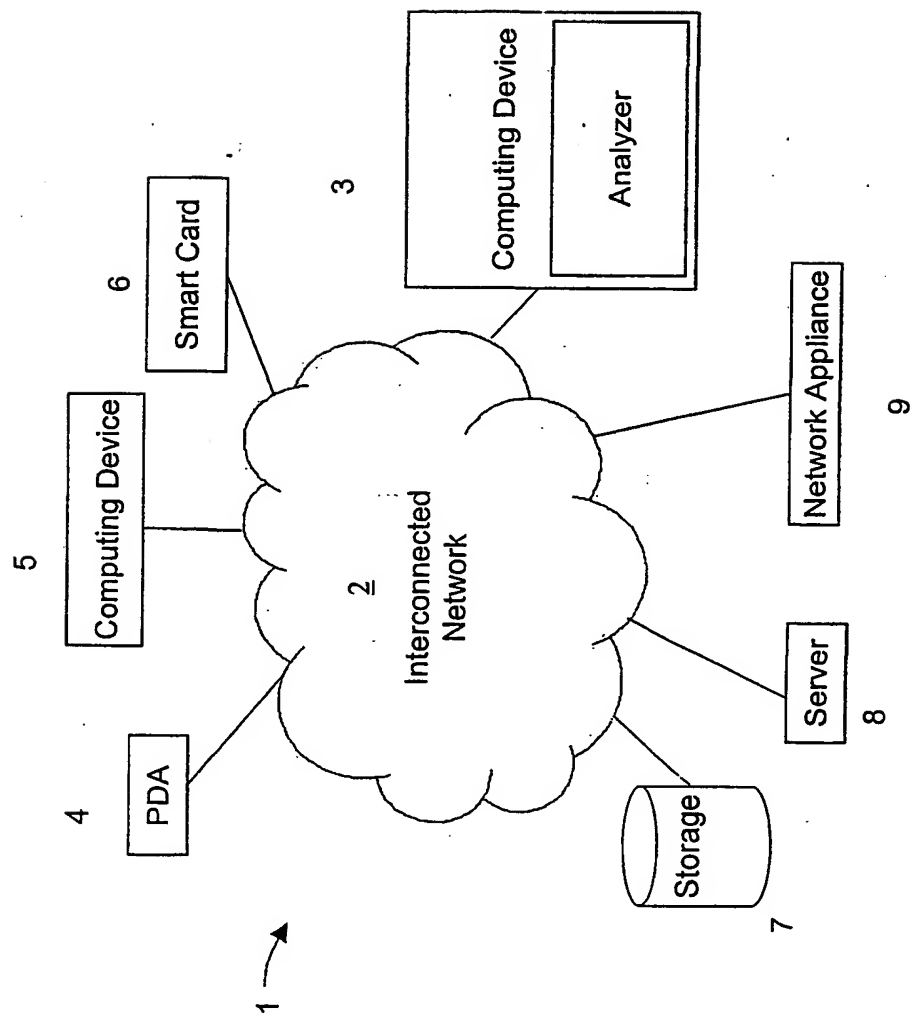 1
4
PDA
5
Computing Device
6
Smart Card
3
Computing Device
Analyzer
2
Interconnected
Network
Storage
7
Server
8
Network Appliance
9